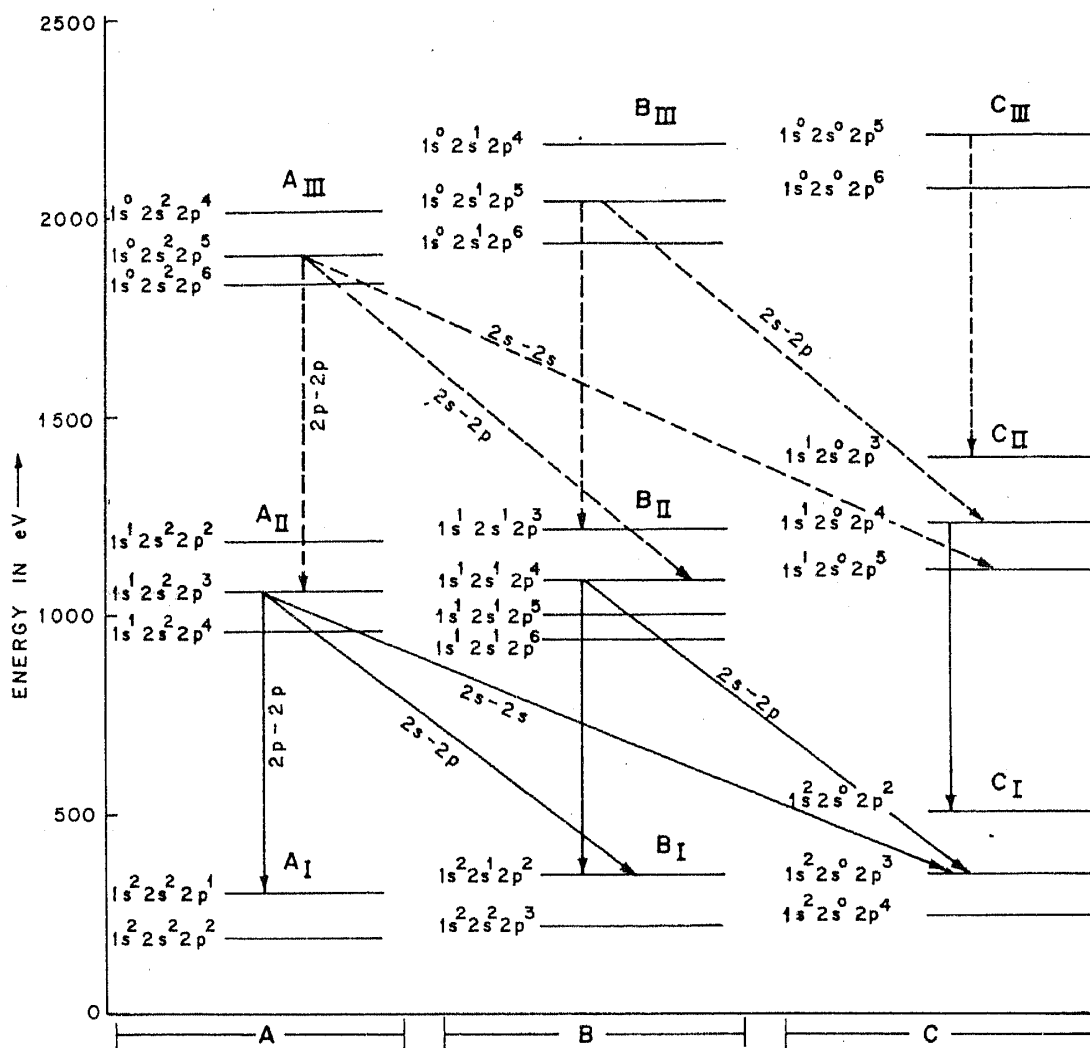 2500
B III
C III
1s⁰ 2s⁰ 2p⁵
1s⁰ 2s¹ 2p⁴
A III
1s⁰ 2s⁰ 2p⁶
1s⁰ 2s¹ 2p⁵
2000
1s⁰ 2s² 2p⁴
1s⁰ 2s¹ 2p⁶
1s⁰ 2s² 2p⁵
1s⁰ 2s² 2p⁶
2s-2p
2s-2s
2p-2p
2s-2p
1500
C II
1s¹ 2s⁰ 2p³
ENERGY IN eV
A II
B II
1s¹ 2s⁰ 2p⁴
1s¹ 2s² 2p²
1s¹ 2s¹ 2p³
1s¹ 2s⁰ 2p⁵
1s¹ 2s² 2p³
1s¹ 2s¹ 2p⁴
1000
1s¹ 2s¹ 2p⁵
1s¹ 2s² 2p⁴
1s¹ 2s¹ 2p⁶
2s-2s
2s-2p
2p-2p
2s-2p
C I
1s² 2s⁰ 2p²
500
A I
B I
1s² 2s¹ 2p²
1s² 2s⁰ 2p³
1s² 2s² 2p¹
1s² 2s⁰ 2p⁴
1s² 2s² 2p²
1s² 2s² 2p³
0
A
B
C